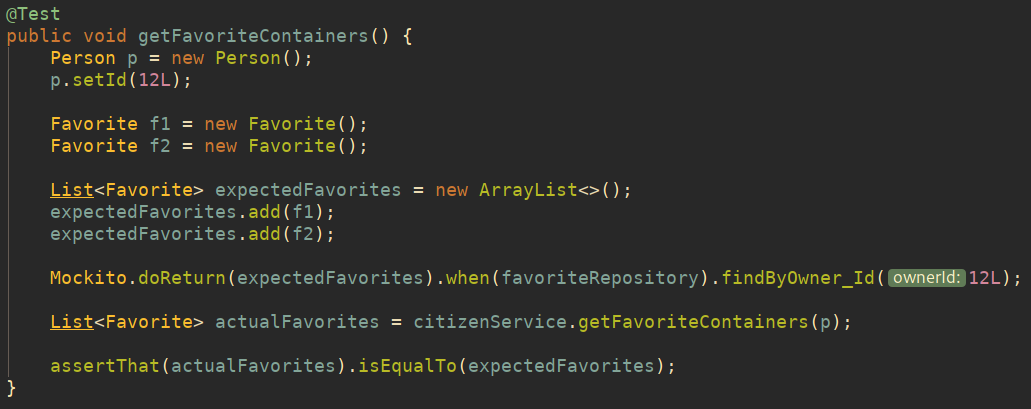 @Test
public void getFavoriteContainers() {
Person p = new Person();
p.setId(12L);
Favorite f1 = new Favorite();
Favorite f2 = new Favorite();
List<Favorite> expectedFavorites = new ArrayList<>();
expectedFavorites.add(f1);
expectedFavorites.add(f2);
Mockito.doReturn(expectedFavorites).when(favoriteRepository).findByOwner_Id( ownerId: 12L);
List<Favorite> actualFavorites = citizenService.getFavoriteContainers(p);
assertThat(actualFavorites).isEqualTo(expectedFavorites);
}